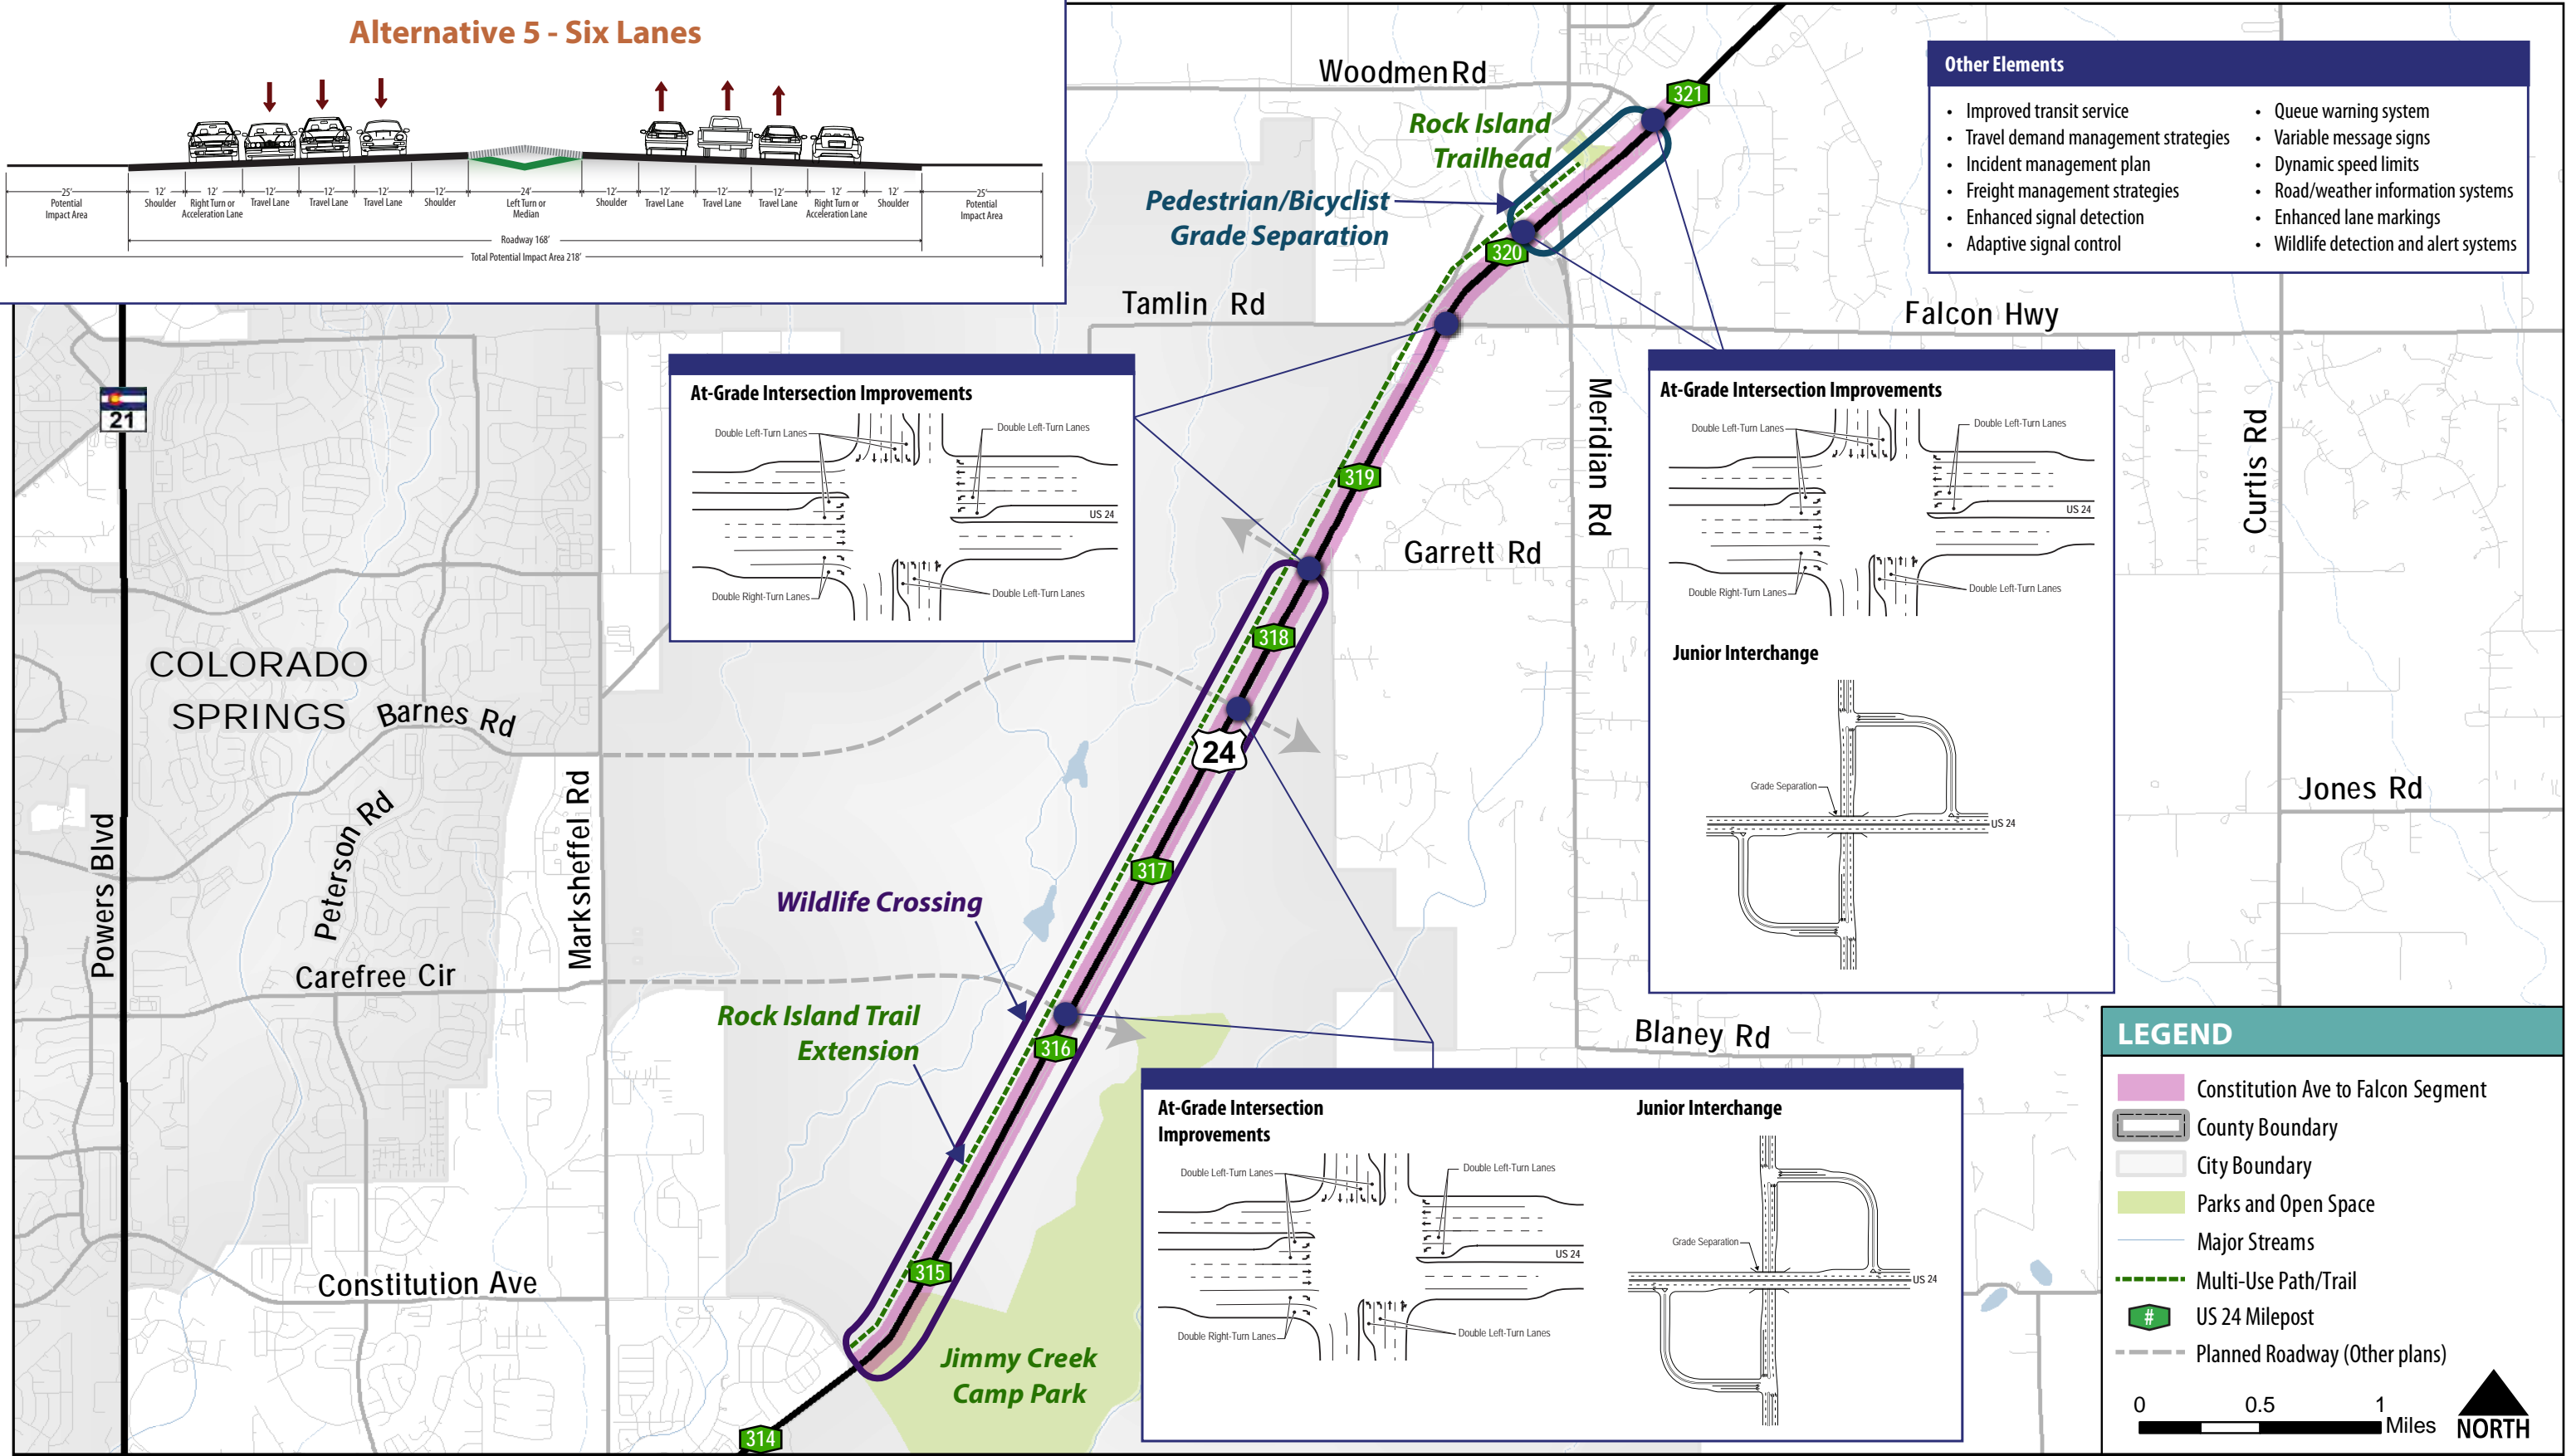 Alternative 5 - Six Lanes
25'
Potential
Impact Area
12'
Shoulder
12'
Right Turn or
Acceleration Lane
12'
Travel Lane
12'
Travel Lane
12'
Travel Lane
12'
Shoulder
24'
Left Turn or
Median
12'
Shoulder
12'
Travel Lane
12'
Travel Lane
12'
Travel Lane
12'
Right Turn or
Acceleration Lane
12'
Shoulder
25'
Potential
Impact Area
Roadway 168'
Total Potential Impact Area 218'
Woodmen Rd
321
Rock Island
Trailhead
Pedestrian/Bicyclist
Grade Separation
320
Other Elements
• Improved transit service
• Travel demand management strategies
• Incident management plan
• Freight management strategies
• Enhanced signal detection
• Adaptive signal control
• Queue warning system
• Variable message signs
• Dynamic speed limits
• Road/weather information systems
• Enhanced lane markings
• Wildlife detection and alert systems
Tamlin Rd
Falcon Hwy
21
At-Grade Intersection Improvements
Double Left-Turn Lanes
Double Left-Turn Lanes
US 24
Double Right-Turn Lanes
Double Left-Turn Lanes
319
Meridian Rd
Garrett Rd
At-Grade Intersection Improvements
Double Left-Turn Lanes
Double Left-Turn Lanes
US 24
Double Right-Turn Lanes
Double Left-Turn Lanes
Junior Interchange
Grade Separation
US 24
Curtis Rd
Jones Rd
318
COLORADO
SPRINGS
Barnes Rd
24
Powers Blvd
Peterson Rd
Marksheffel Rd
317
Wildlife Crossing
Carefree Cir
Rock Island Trail
Extension
316
Blaney Rd
315
Constitution Ave
Jimmy Creek
Camp Park
314
At-Grade Intersection
Improvements
Double Left-Turn Lanes
Double Left-Turn Lanes
US 24
Double Right-Turn Lanes
Double Left-Turn Lanes
Junior Interchange
Grade Separation
US 24
LEGEND
Constitution Ave to Falcon Segment
County Boundary
City Boundary
Parks and Open Space
Major Streams
Multi-Use Path/Trail
# US 24 Milepost
Planned Roadway (Other plans)
0 0.5 1
Miles
NORTH